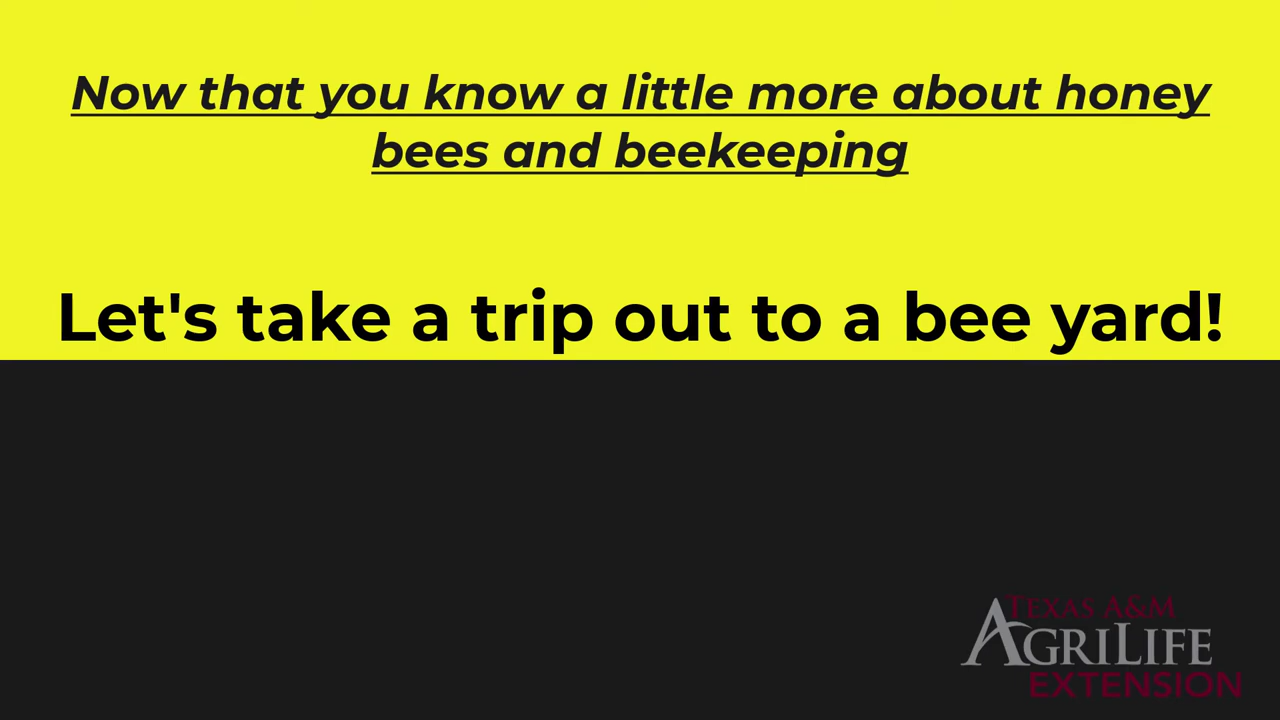 Now that you know a little more about honey
bees and beekeeping
Let's take a trip out to a bee yard!
TEXAS A&M
AGRILIFE
EXTENSION